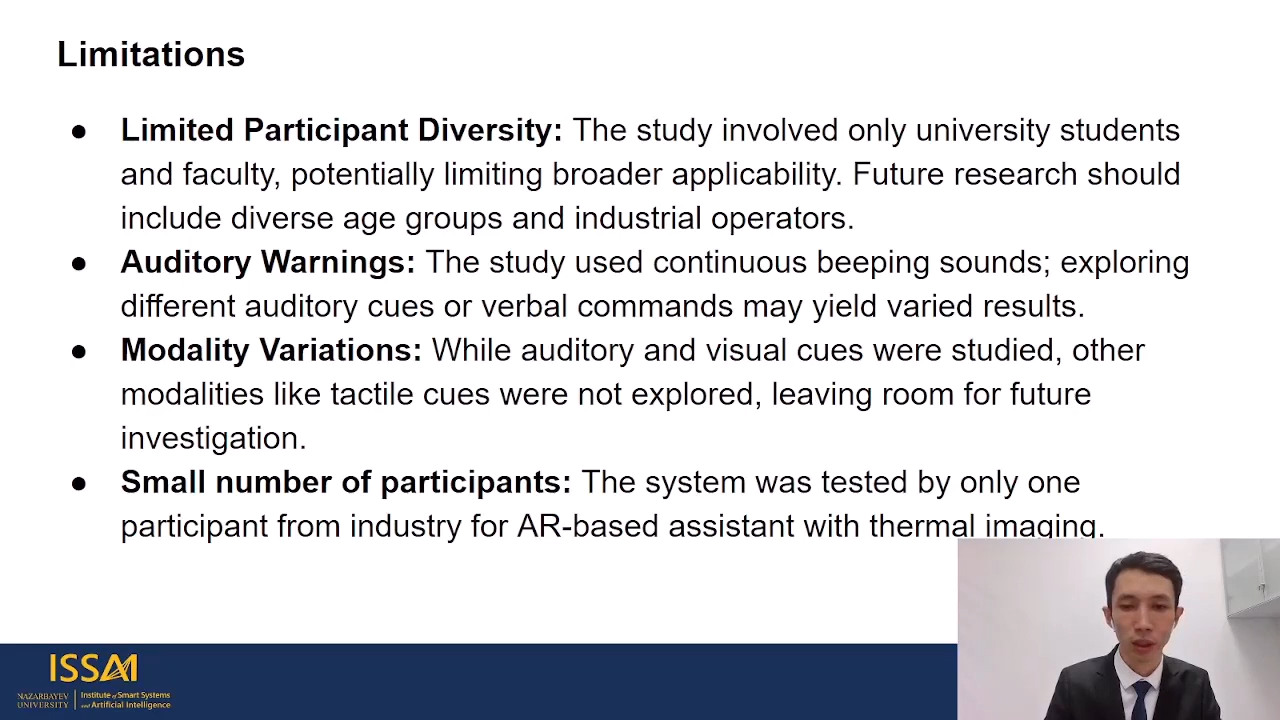 Limitations
● Limited Participant Diversity: The study involved only university students
and faculty, potentially limiting broader applicability. Future research should
include diverse age groups and industrial operators.
● Auditory Warnings: The study used continuous beeping sounds; exploring
different auditory cues or verbal commands may yield varied results.
● Modality Variations: While auditory and visual cues were studied, other
modalities like tactile cues were not explored, leaving room for future
investigation.
● Small number of participants: The system was tested by only one
participant from industry for AR-based assistant with thermal imaging.
ISSAI
NAZARBAYEV
UNIVERSITY
Institute of Smart Systems
and Artificial Intelligence